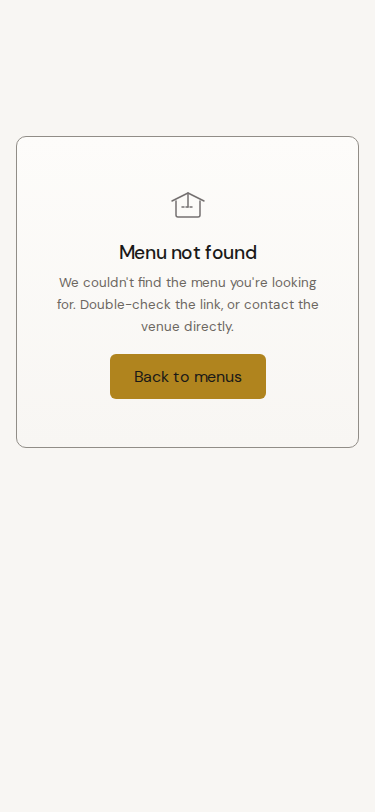 Menu not found
We couldn't find the menu you're looking
for. Double-check the link, or contact the
venue directly.
Back to menus